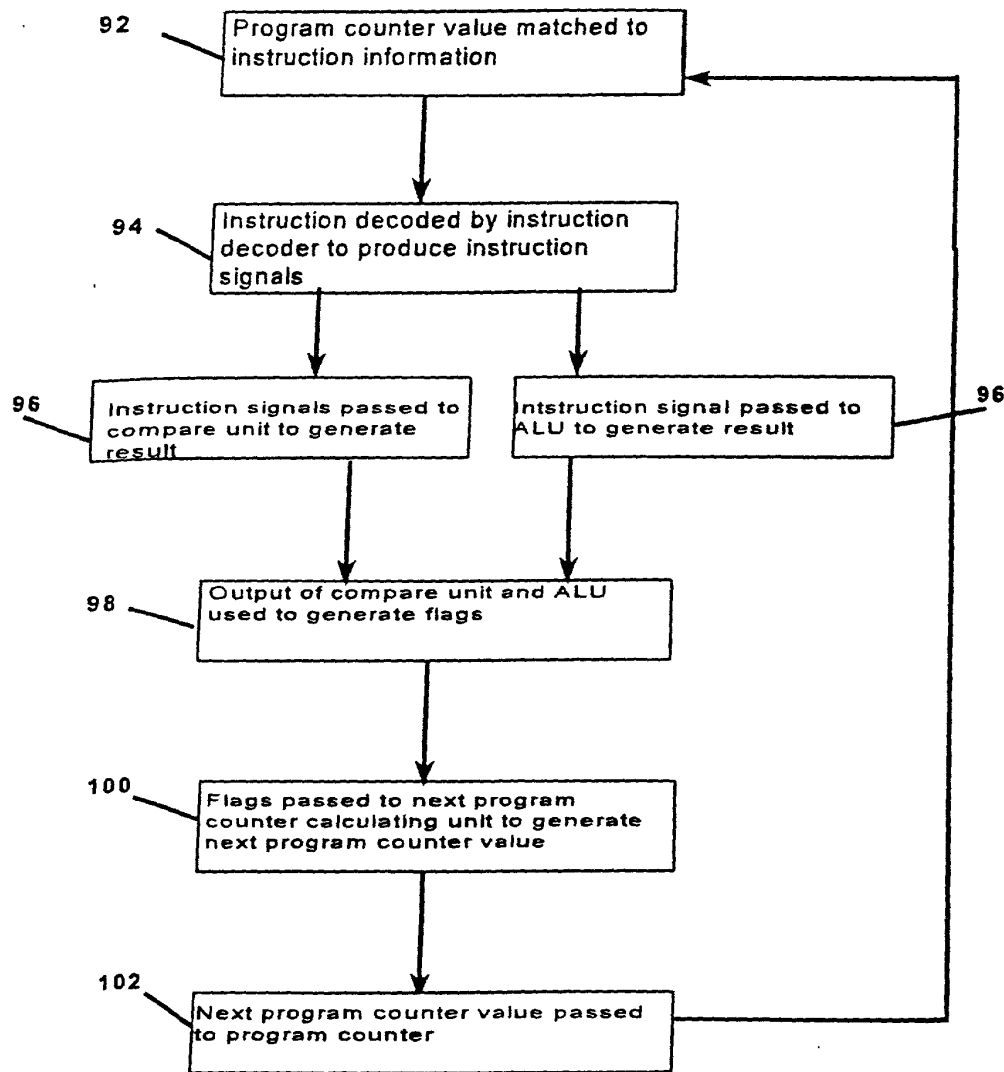 92
Program counter value matched to
instruction information
94
Instruction decoded by instruction
decoder to produce instruction
signals
96
Instruction signals passed to
compare unit to generate
result
Intstruction signal passed to
ALU to generate result
96
98
Output of compare unit and ALU
used to generate flags
100
Flags passed to next program
counter calculating unit to generate
next program counter value
102
Next program counter value passed
to program counter